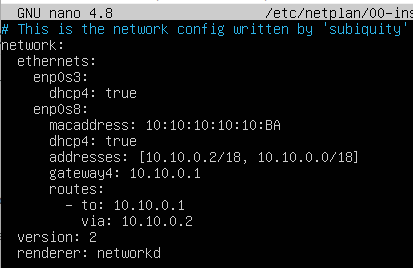 GNU nano 4.8 /etc/netplan/00-ins
# This is the network config written by 'subiquity'
network:
  ethernets:
    enp0s3:
      dhcp4: true
    enp0s8:
      macaddress: 10:10:10:10:10:BA
      dhcp4: true
      addresses: [10.10.0.2/18, 10.10.0.0/18]
      gateway4: 10.10.0.1
      routes:
        - to: 10.10.0.1
          via: 10.10.0.2
  version: 2
  renderer: networkd